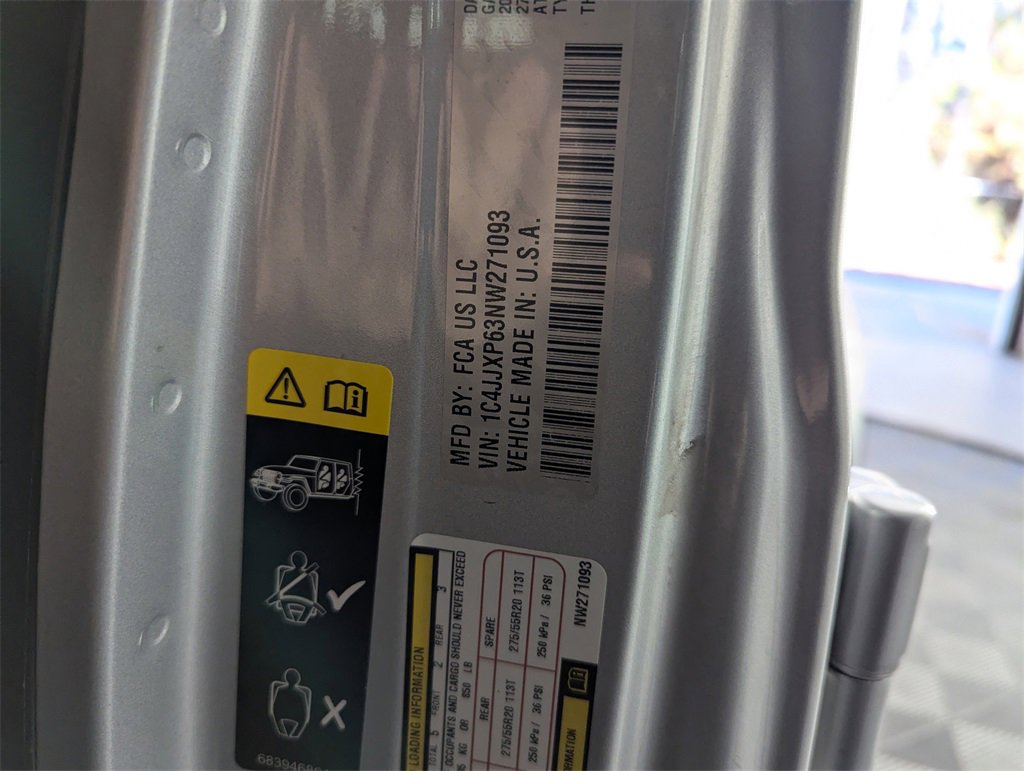 MFD BY: FCA US LLC
VIN: 1C4JJXP63NW271093
VEHICLE MADE IN: U.S.A.
LOADING INFORMATION
TOTAL 5 FRONT 2 REAR 3
OCCUPANTS AND CARGO SHOULD NEVER EXCEED
KG OR 850 LB
REAR SPARE
275/55R20 113T 275/55R20 113T
250 kPa / 36 PSI 250 kPa / 36 PSI
NW271093